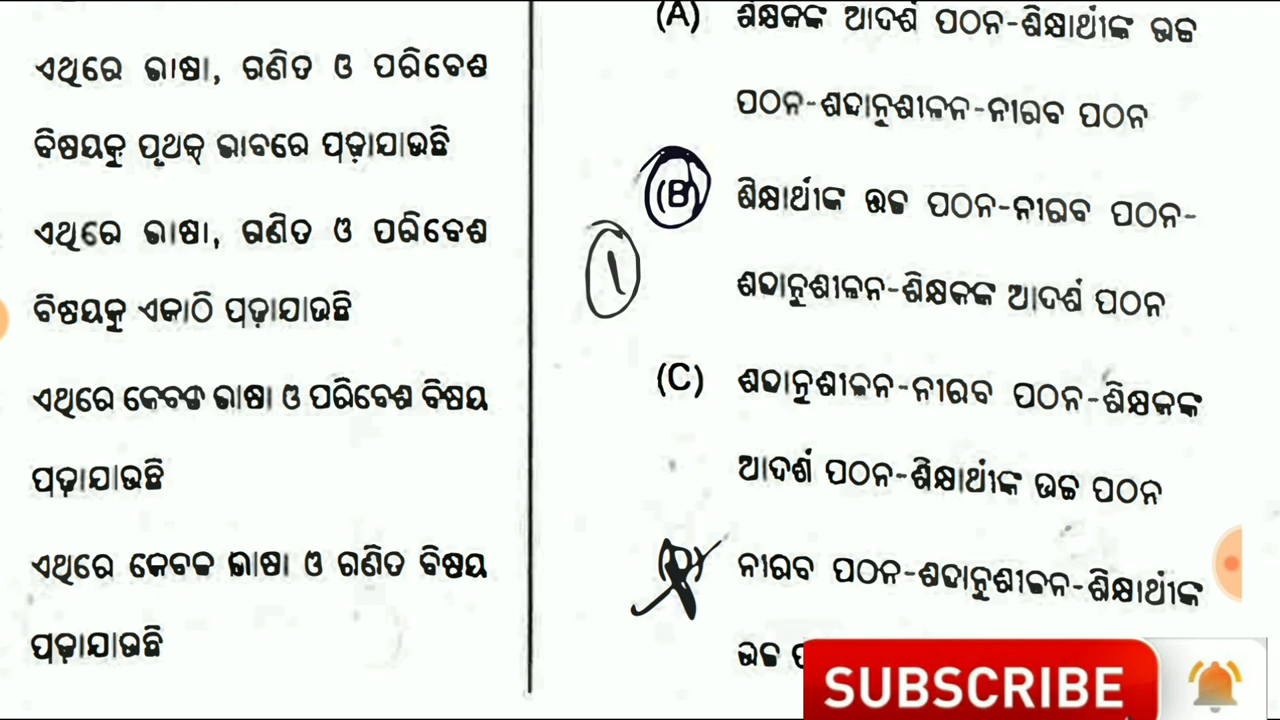 ଏଥିରେ ଭାଷା, ଗଣିତ ଓ ପରିବେଶ
ବିଷୟକୁ ପୃଥକ୍ ଭାବରେ ପଢ଼ାଯାଉଛି
ଏଥିରେ ଭାଷା, ଗଣିତ ଓ ପରିବେଶ
ବିଷୟକୁ ଏକାଠି ପଢ଼ାଯାଉଛି
ଏଥିରେ କେବଳ ଭାଷା ଓ ପରିବେଶ ବିଷୟ
ପଢ଼ାଯାଉଛି
ଏଥିରେ କେବଳ ଭାଷା ଓ ଗଣିତ ବିଷୟ
ପଢ଼ାଯାଉଛି
(A) ଶିକ୍ଷକଙ୍କ ଆଦର୍ଶ ପଠନ-ଶିକ୍ଷାର୍ଥୀଙ୍କ ଉଚ୍ଚ
ପଠନ-ଶବ୍ଦାନୁଶୀଳନ-ନୀରବ ପଠନ
(B) ଶିକ୍ଷାର୍ଥୀଙ୍କ ଉଚ୍ଚ ପଠନ-ନୀରବ ପଠନ-
ଶବ୍ଦାନୁଶୀଳନ-ଶିକ୍ଷକଙ୍କ ଆଦର୍ଶ ପଠନ
(C) ଶବ୍ଦାନୁଶୀଳନ-ନୀରବ ପଠନ-ଶିକ୍ଷକଙ୍କ
ଆଦର୍ଶ ପଠନ-ଶିକ୍ଷାର୍ଥୀଙ୍କ ଉଚ୍ଚ ପଠନ
(D) ନୀରବ ପଠନ-ଶବ୍ଦାନୁଶୀଳନ-ଶିକ୍ଷାର୍ଥୀଙ୍କ
ଉଚ୍ଚ
SUBSCRIBE